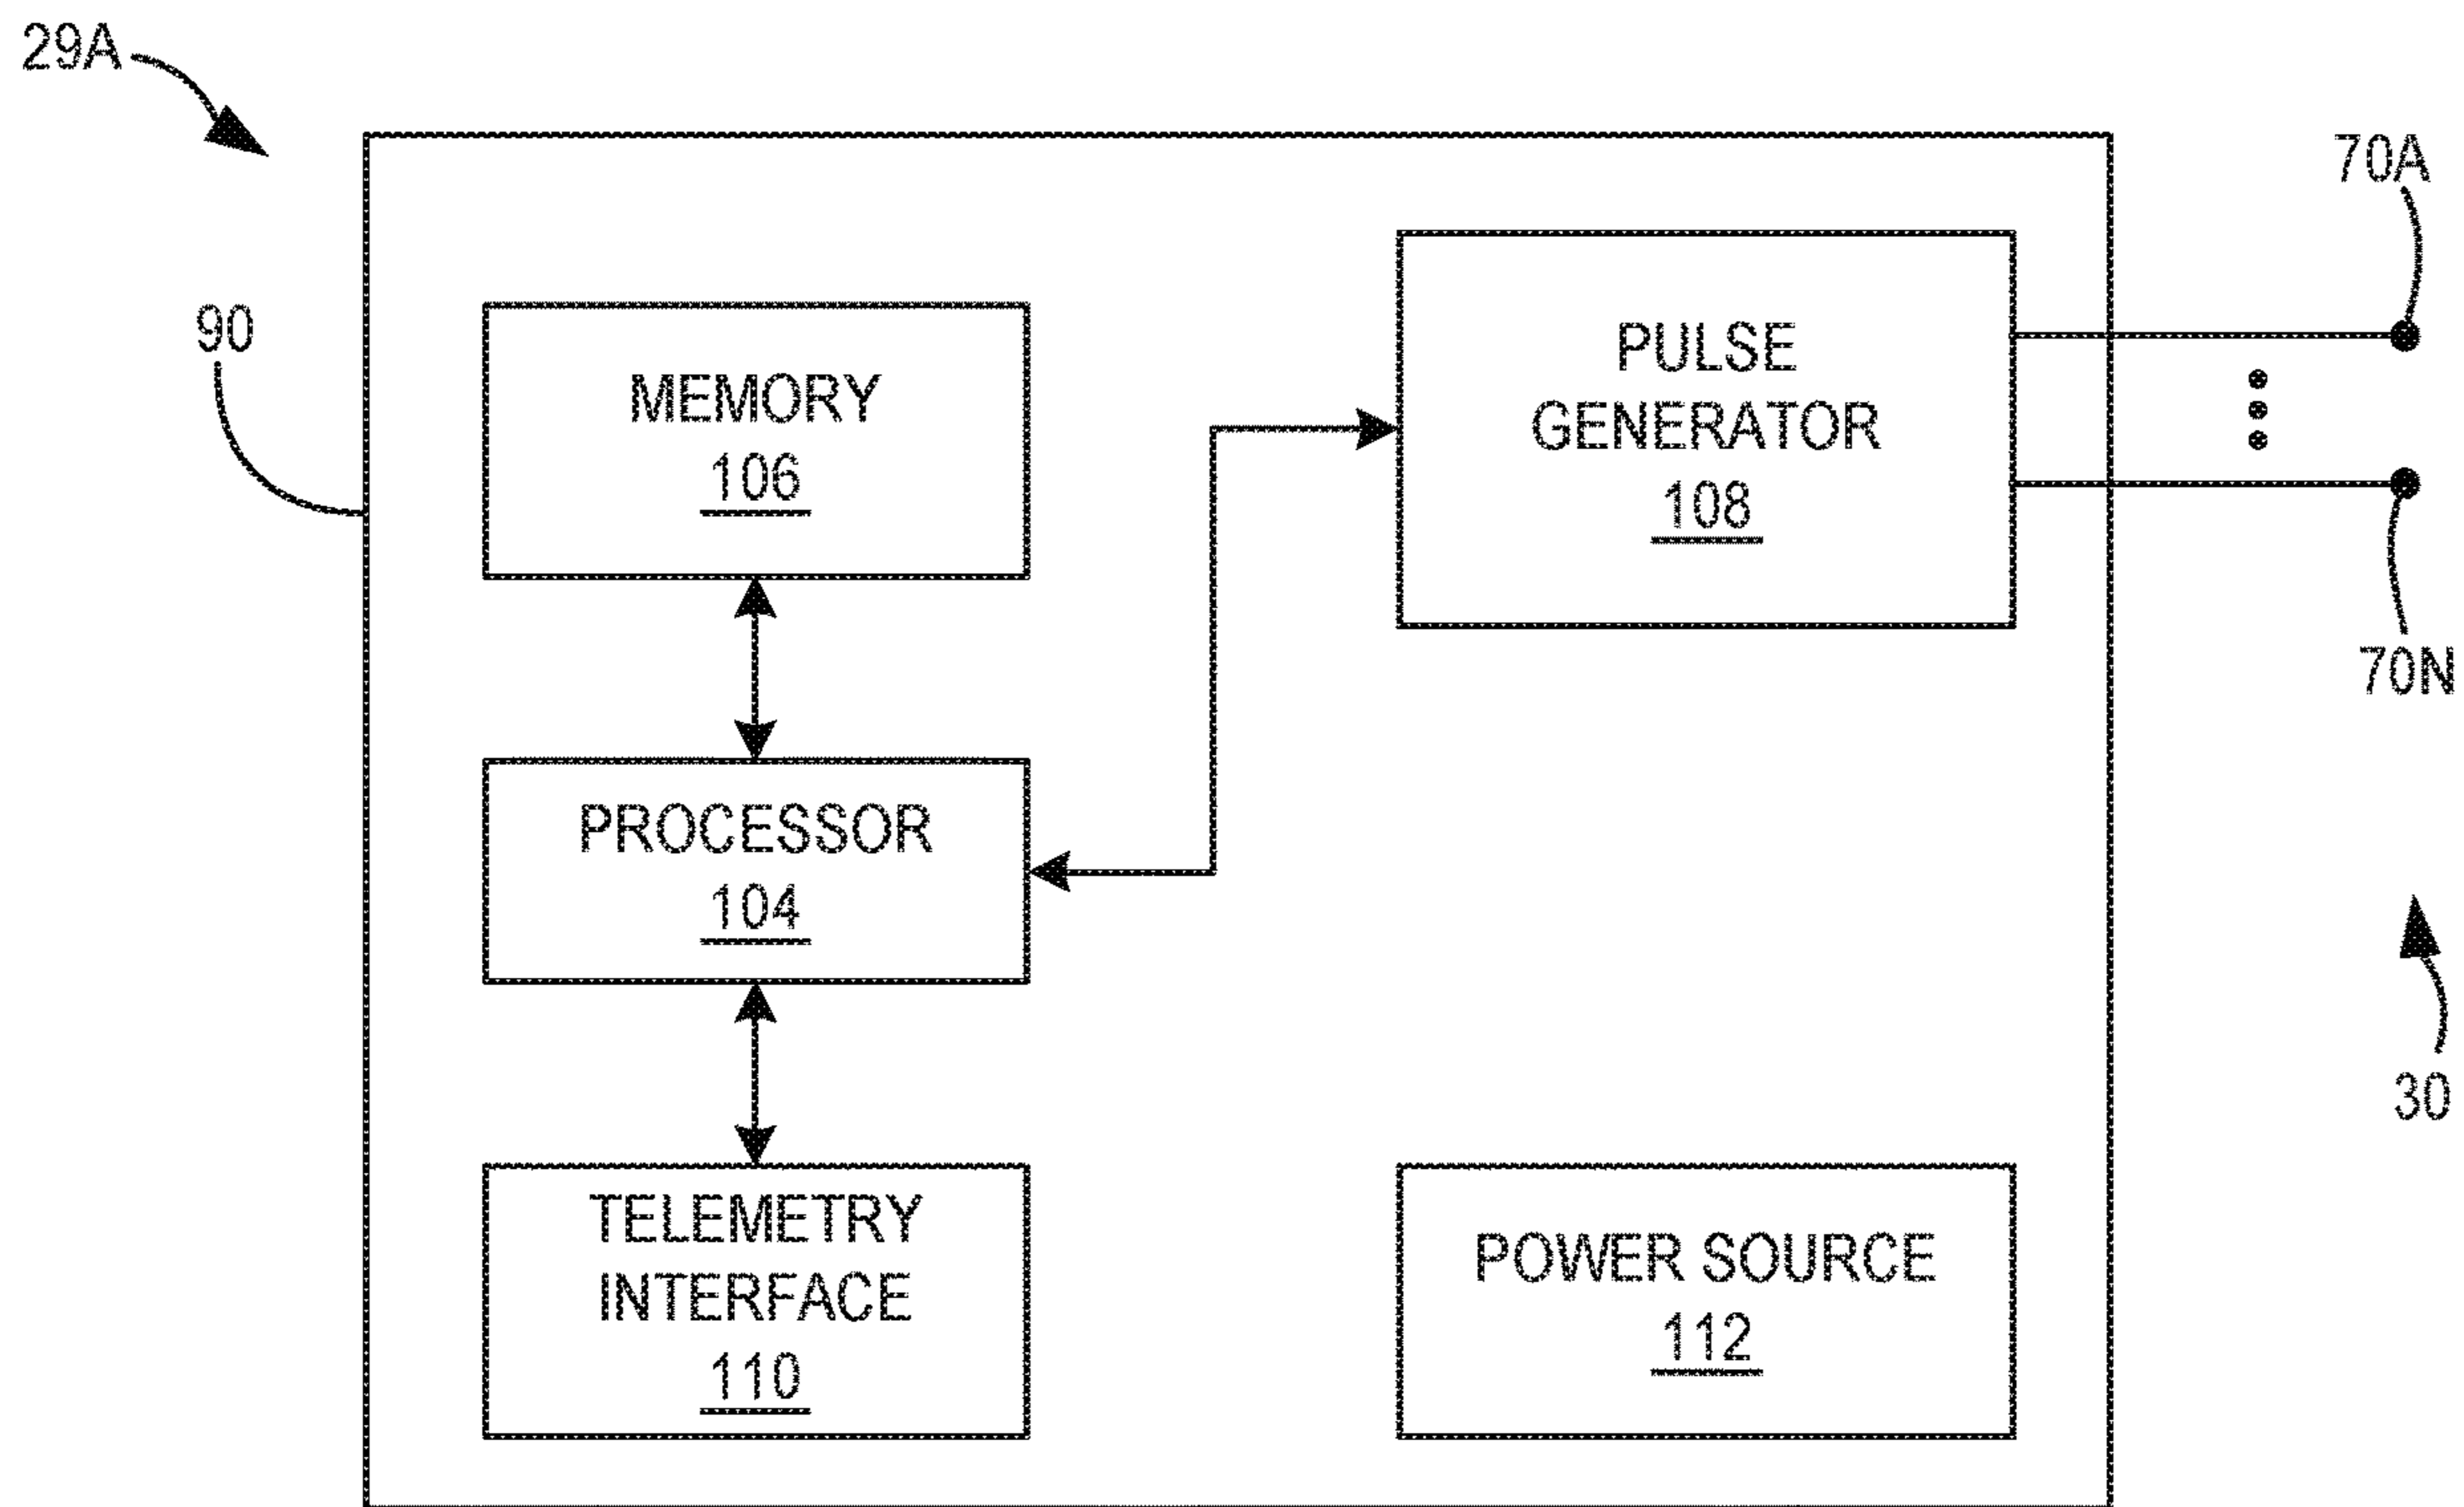 29A
70A
90
MEMORY
106
PULSE
GENERATOR
108
70N
PROCESSOR
104
30
TELEMETRY
INTERFACE
110
POWER SOURCE
112